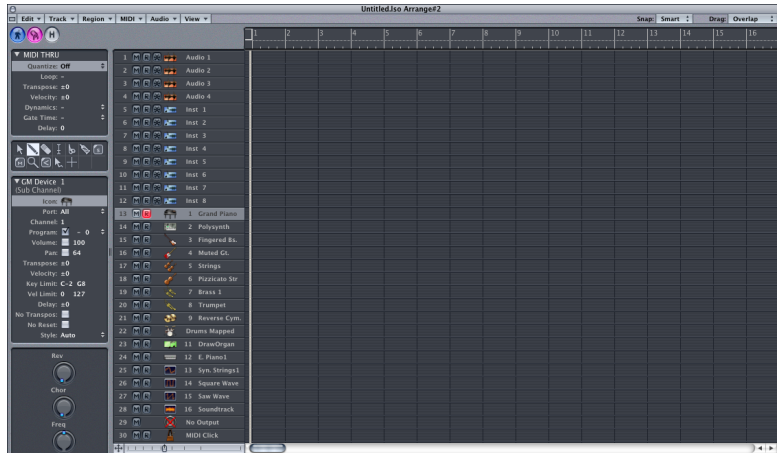 Untitled.lso Arrange#2
Edit Track Region MIDI Audio View Snap: Smart Drag: Overlap
1 2 3 4 5 6 7 8 9 10 11 12 13 14 15 16
MIDI THRU
Quantize: Off
Loop: -
Transpose: ±0
Velocity: ±0
Dynamics: -
Gate Time: -
Delay: 0
GM Device 1
(Sub Channel)
Icon:
Port: All
Channel: 1
Program: - 0
Volume: 100
Pan: 64
Transpose: ±0
Velocity: ±0
Key Limit: C-2 G8
Vel Limit: 0 127
Delay: ±0
No Transpos:
No Reset:
Style: Auto
Rev
Chor
Freq
1 M R Audio 1
2 M R Audio 2
3 M R Audio 3
4 M R Audio 4
5 M R Inst 1
6 M R Inst 2
7 M R Inst 3
8 M R Inst 4
9 M R Inst 5
10 M R Inst 6
11 M R Inst 7
12 M R Inst 8
13 M R 1 Grand Piano
14 M R 2 Polysynth
15 M R 3 Fingered Bs.
16 M R 4 Muted Gt.
17 M R 5 Strings
18 M R 6 Pizzicato Str
19 M R 7 Brass 1
20 M R 8 Trumpet
21 M R 9 Reverse Cym.
22 M R Drums Mapped
23 M R 11 DrawOrgan
24 M R 12 E. Piano1
25 M R 13 Syn. Strings1
26 M R 14 Square Wave
27 M R 15 Saw Wave
28 M R 16 Soundtrack
29 M No Output
30 M R MIDI Click